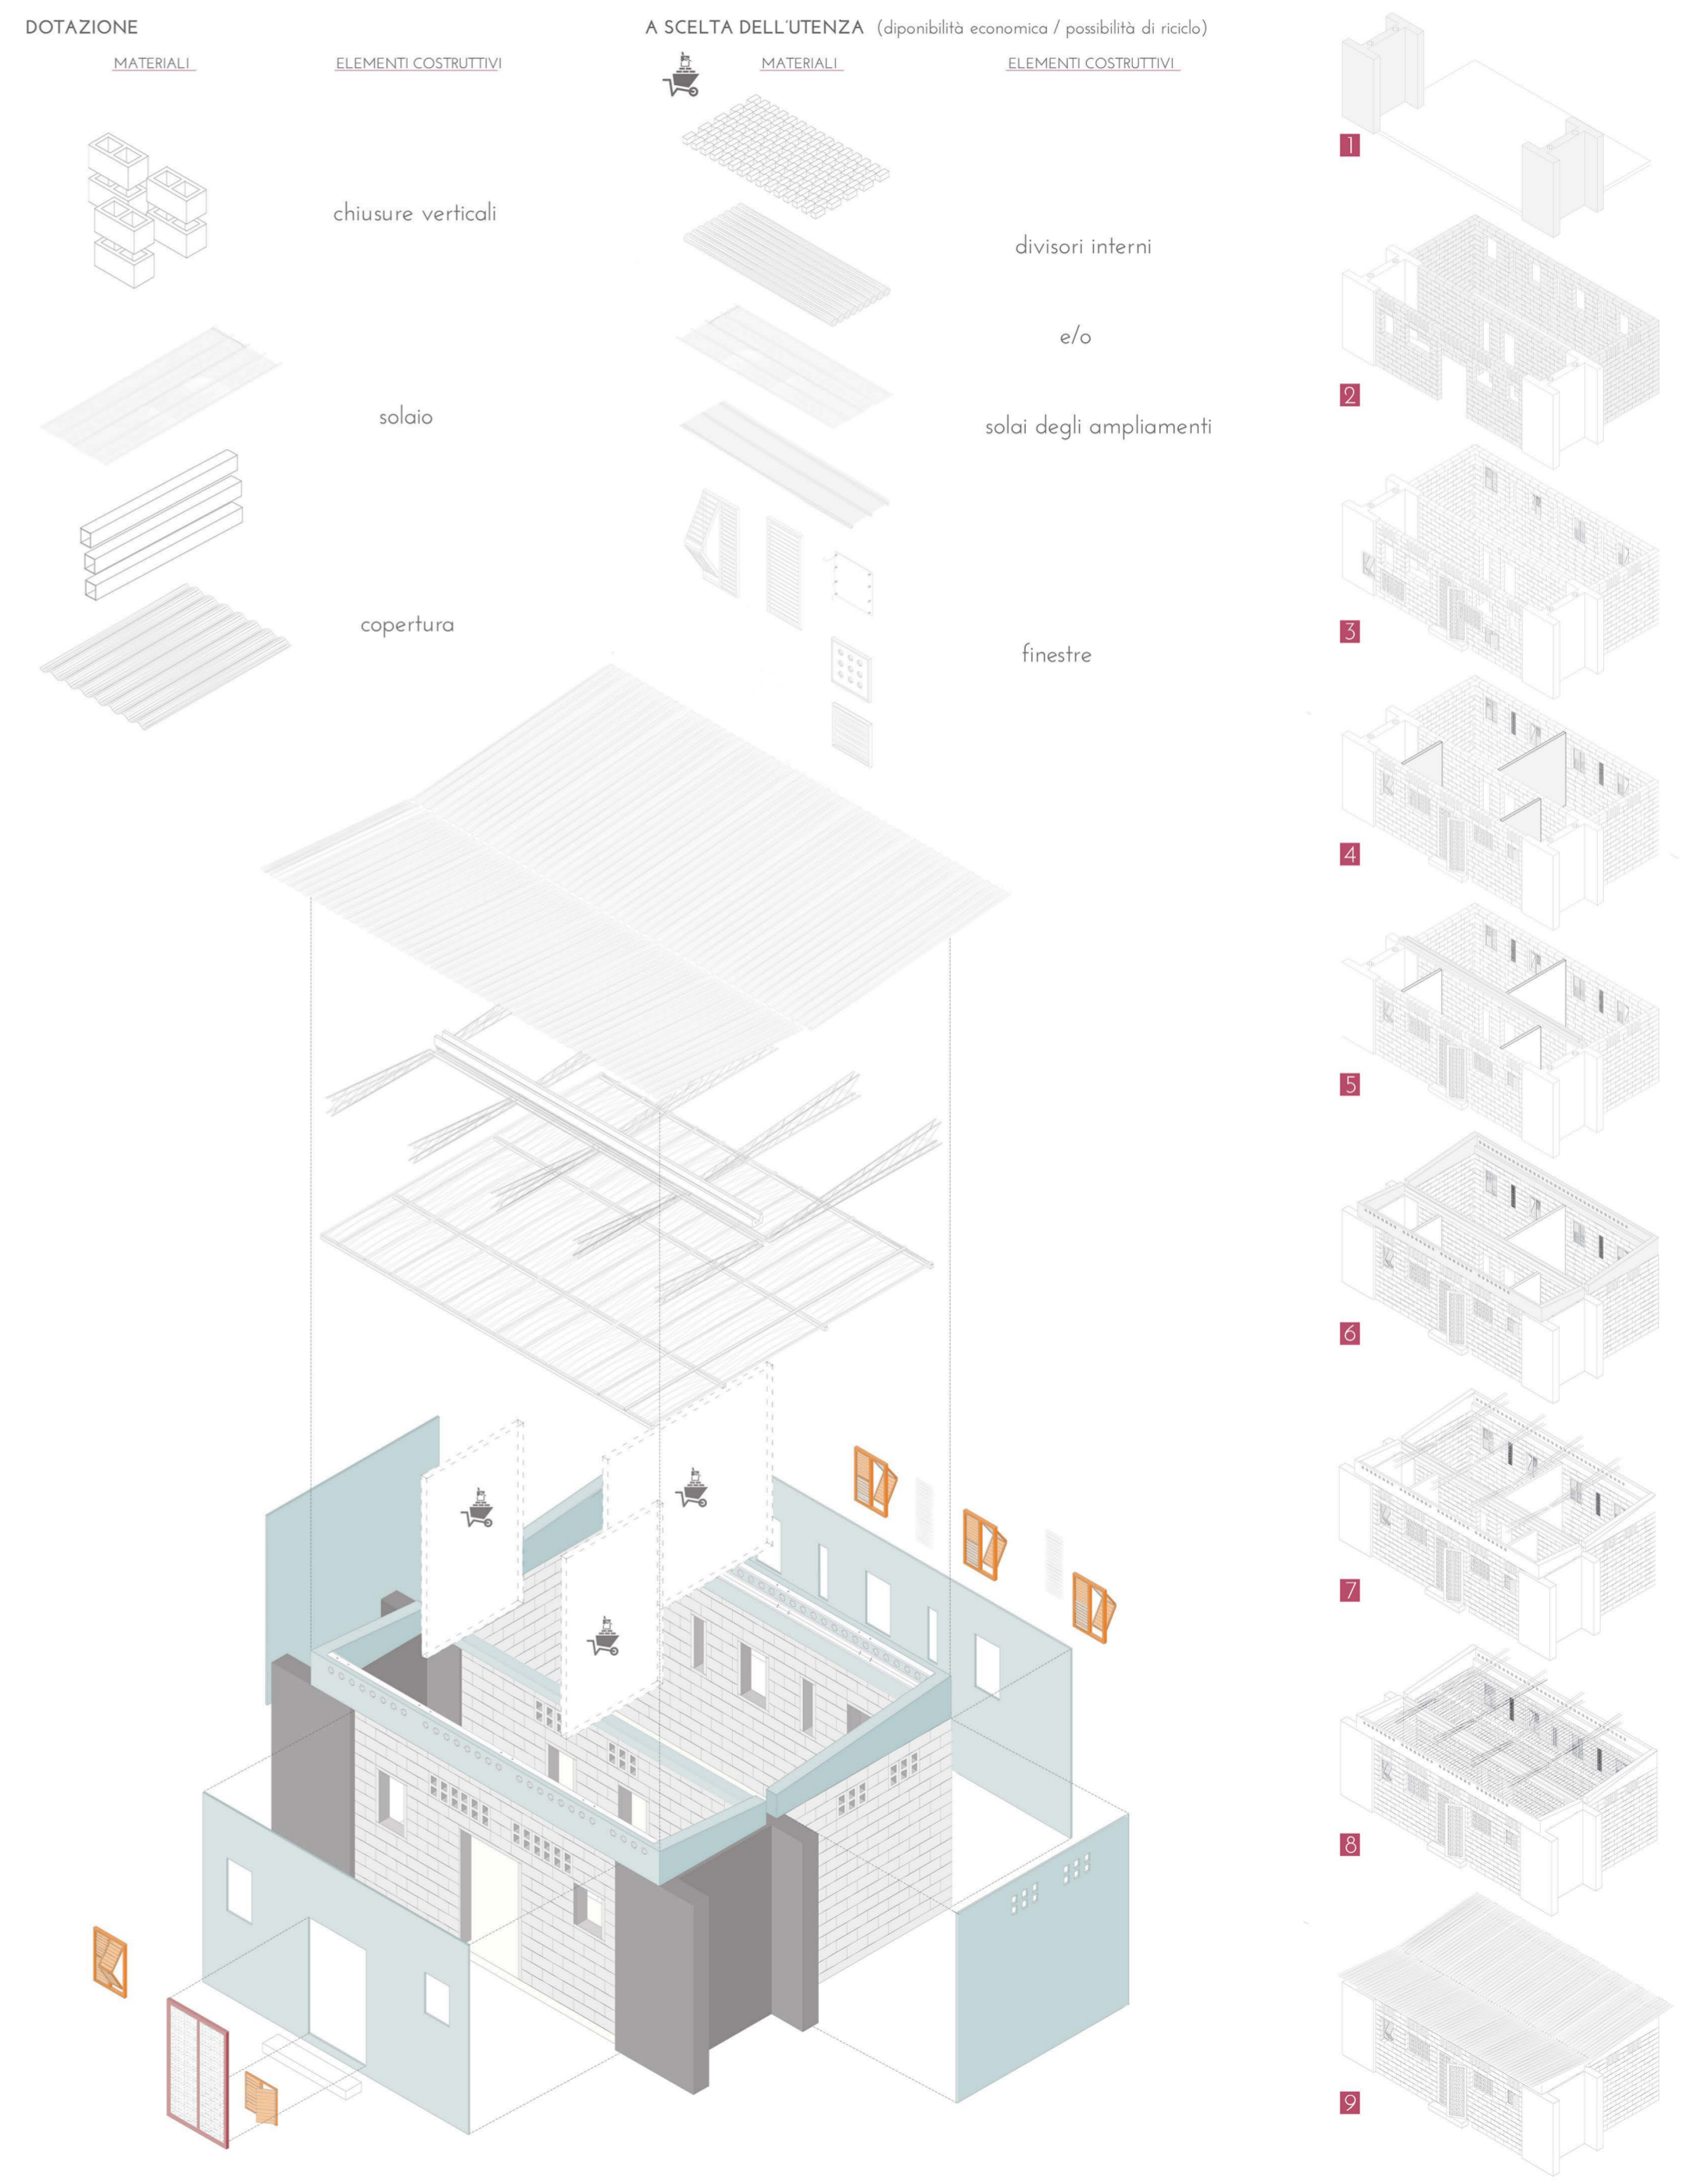 DOTAZIONE
MATERIALI
ELEMENTI COSTRUTTIVI
chiusure verticali
solaio
copertura
A SCELTA DELL'UTENZA (diponibilità economica / possibilità di riciclo)
MATERIALI
ELEMENTI COSTRUTTIVI
divisori interni
e/o
solai degli ampliamenti
finestre
1
2
3
4
5
6
7
8
9